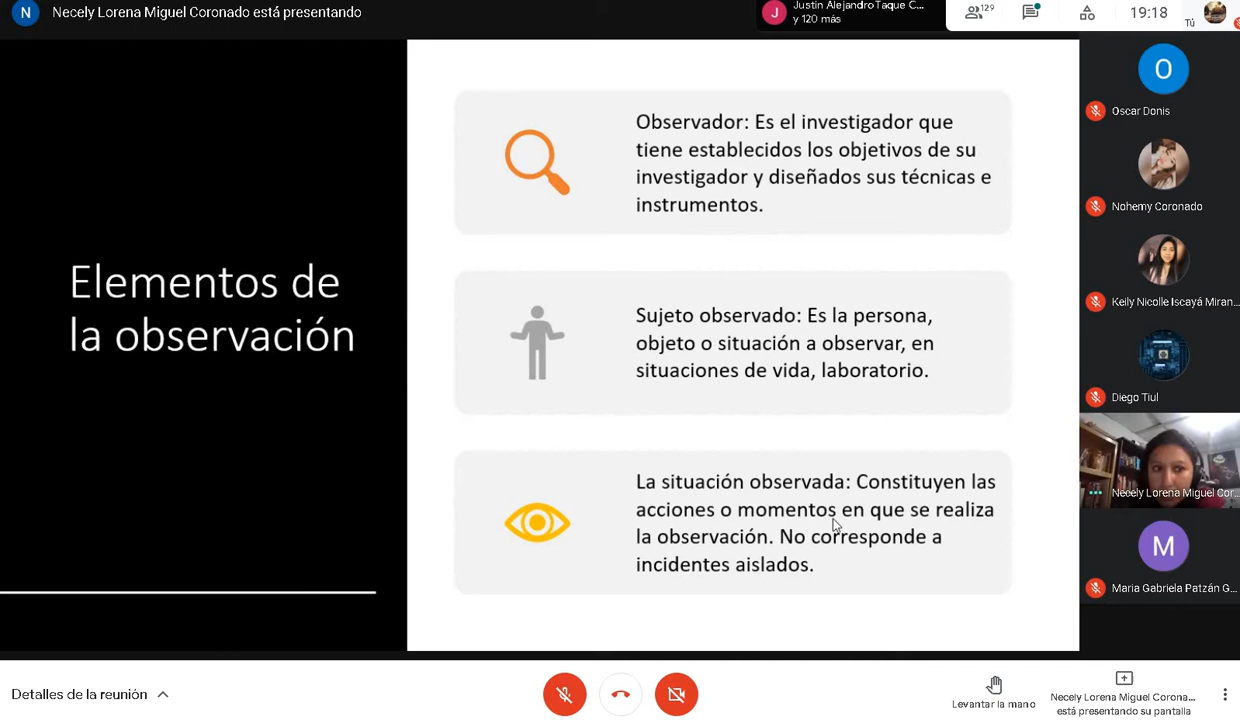 N
Necely Lorena Miguel Coronado está presentando
J
Justin Alejandro Taque C...
y 120 más
129
19:18
Tú
Elementos de
la observación
Observador: Es el investigador que
tiene establecidos los objetivos de su
investigador y diseñados sus técnicas e
instrumentos.
Sujeto observado: Es la persona,
objeto o situación a observar, en
situaciones de vida, laboratorio.
La situación observada: Constituyen las
acciones o momentos en que se realiza
la observación. No corresponde a
incidentes aislados.
O
Oscar Donis
Nohemy Coronado
Keily Nicolle Iscayá Miran...
Diego Tiul
Necely Lorena Miguel Cor...
M
Maria Gabriela Patzán G...
Detalles de la reunión
Levantar la mano
Necely Lorena Miguel Corona...
está presentando su pantalla